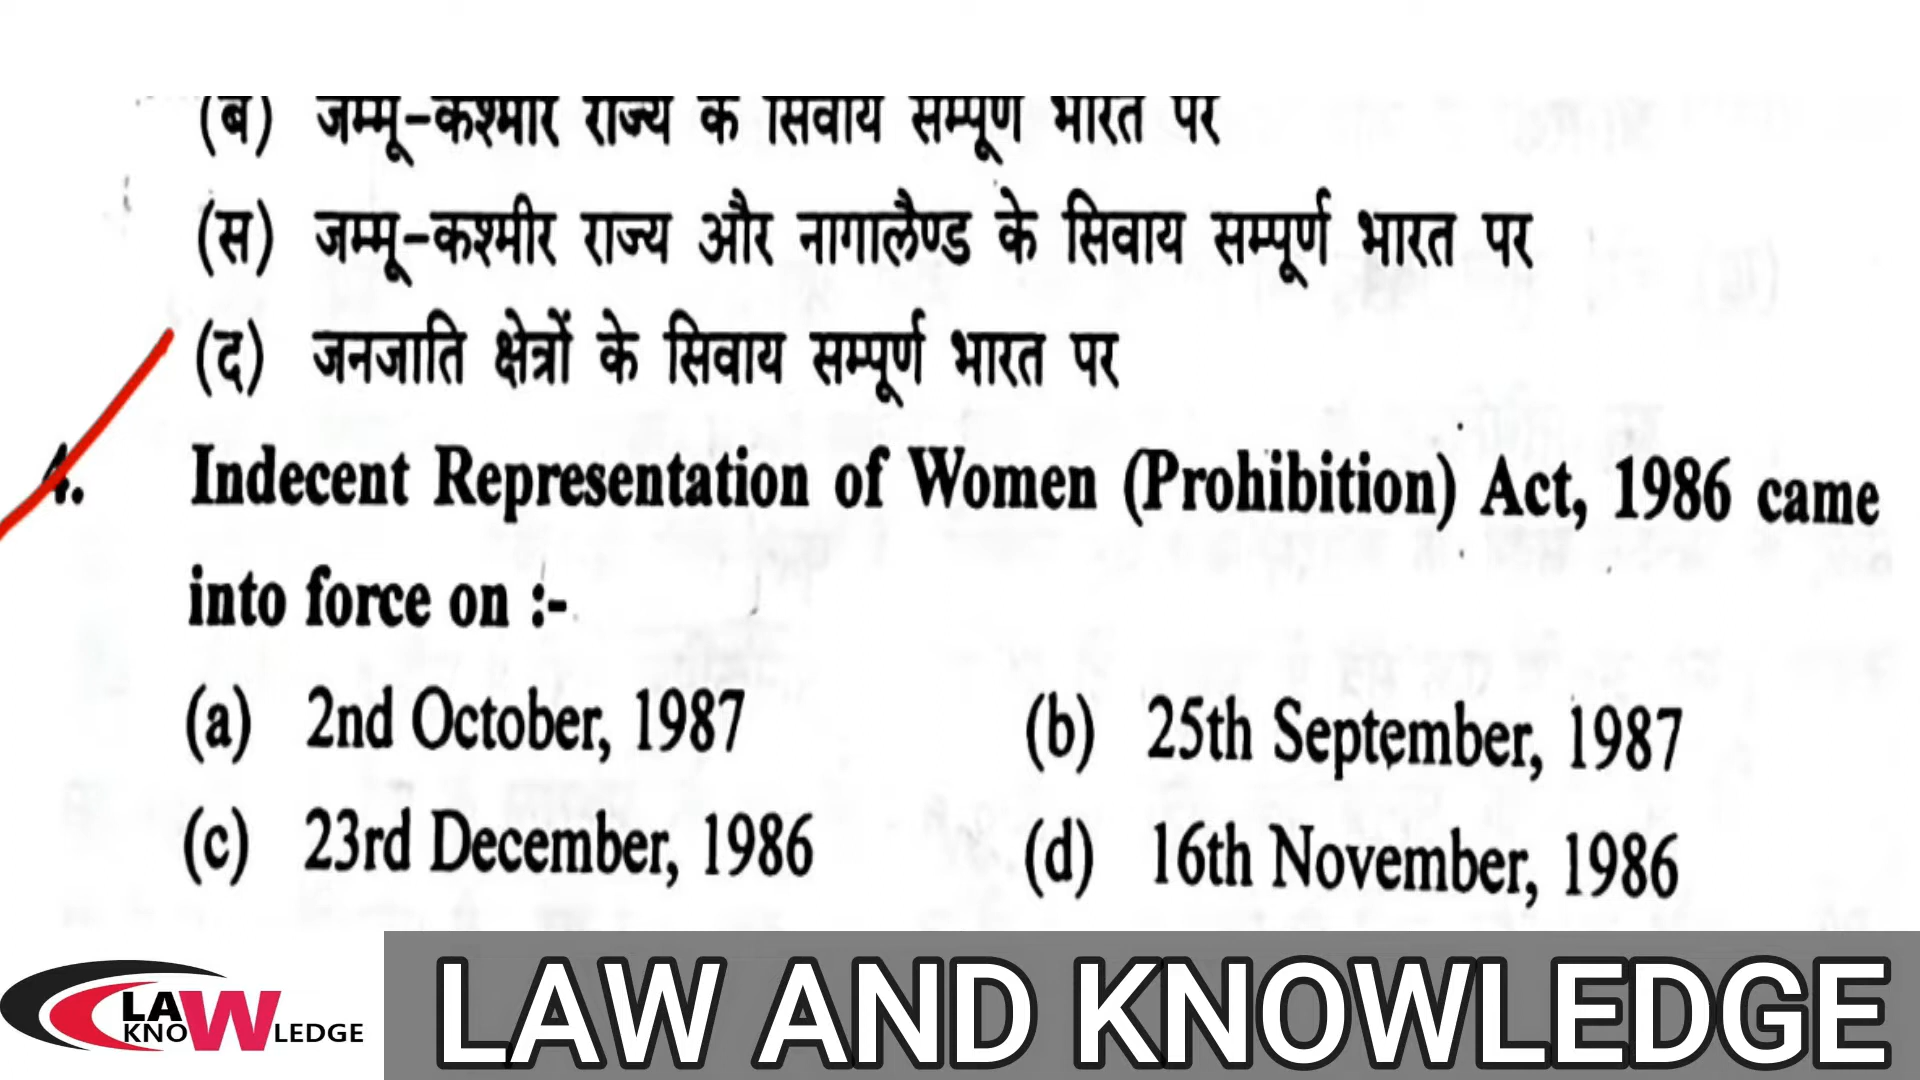 (ब) जम्मू-कश्मीर राज्य के सिवाय सम्पूर्ण भारत पर
(स) जम्मू-कश्मीर राज्य और नागालैण्ड के सिवाय सम्पूर्ण भारत पर
(द) जनजाति क्षेत्रों के सिवाय सम्पूर्ण भारत पर
4. Indecent Representation of Women (Prohibition) Act, 1986 came
into force on :-
(a) 2nd October, 1987 (b) 25th September, 1987
(c) 23rd December, 1986 (d) 16th November, 1986
LAW
KNOWLEDGE
LAW AND KNOWLEDGE